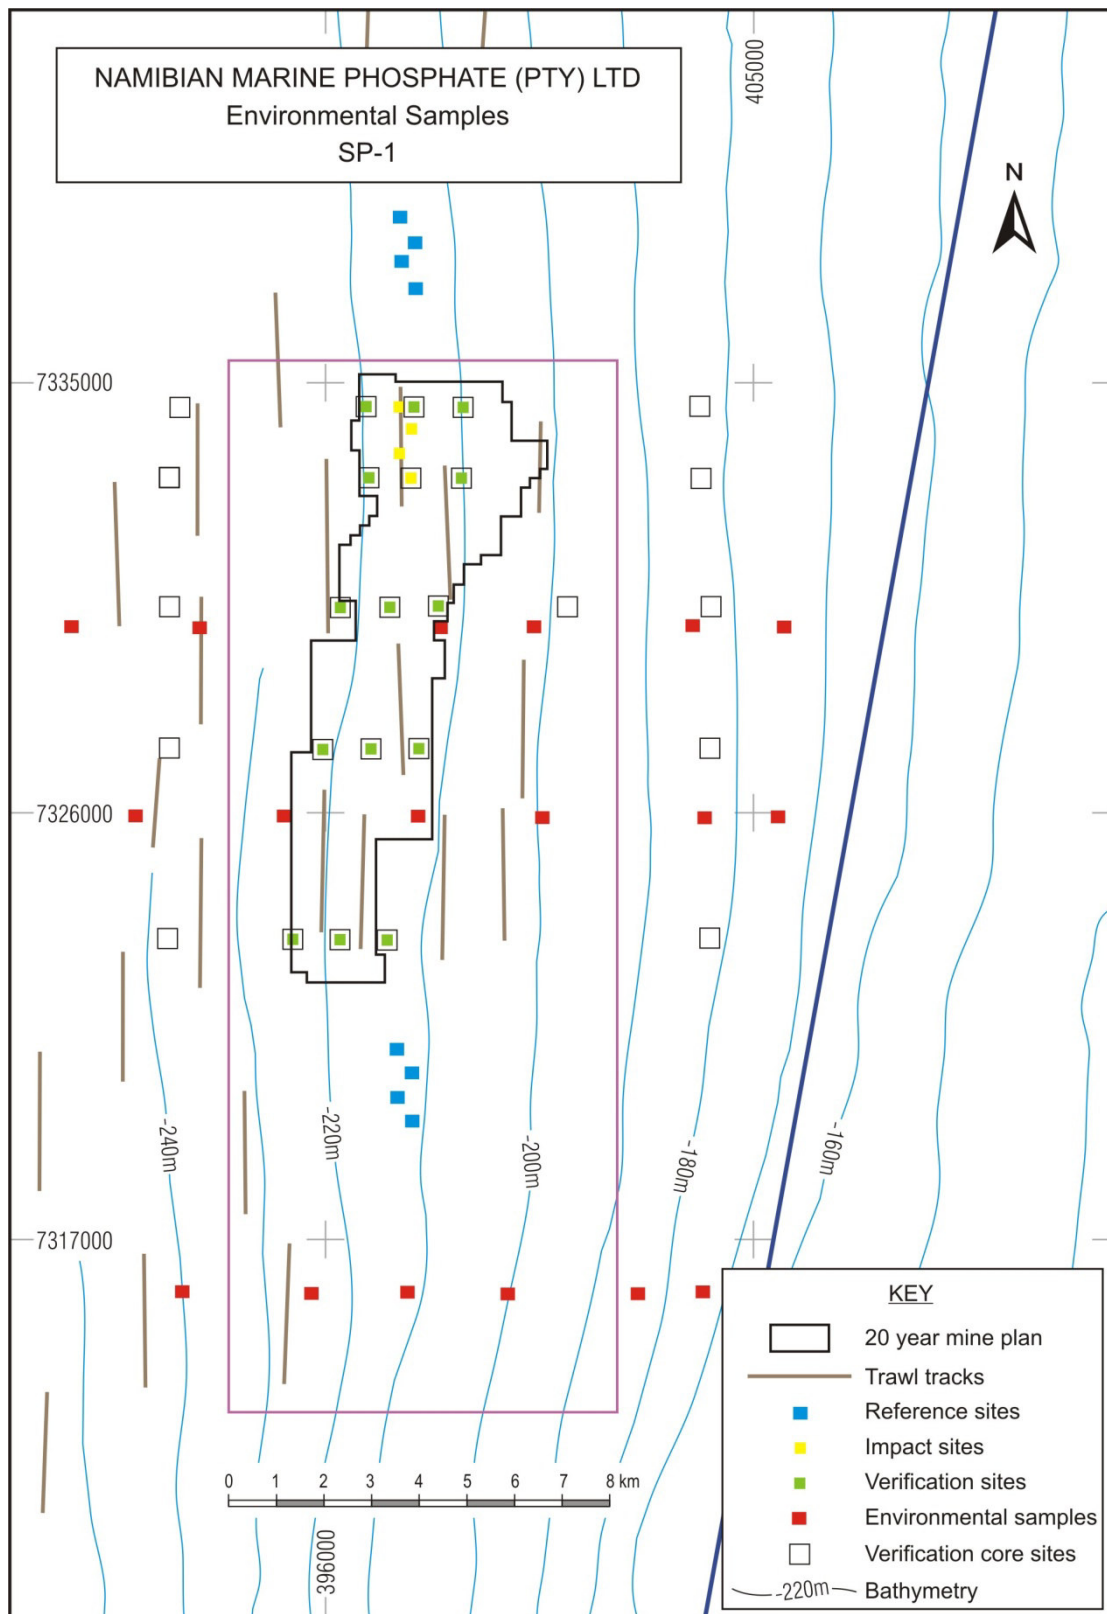 NAMIBIAN MARINE PHOSPHATE (PTY) LTD
Environmental Samples
SP-1
405000
N
7335000
7326000
-240m
-220m
-200m
-180m
-160m
7317000
KEY
20 year mine plan
Trawl tracks
Reference sites
Impact sites
Verification sites
Environmental samples
Verification core sites
-220m Bathymetry
0 1 2 3 4 5 6 7 8 km
396000